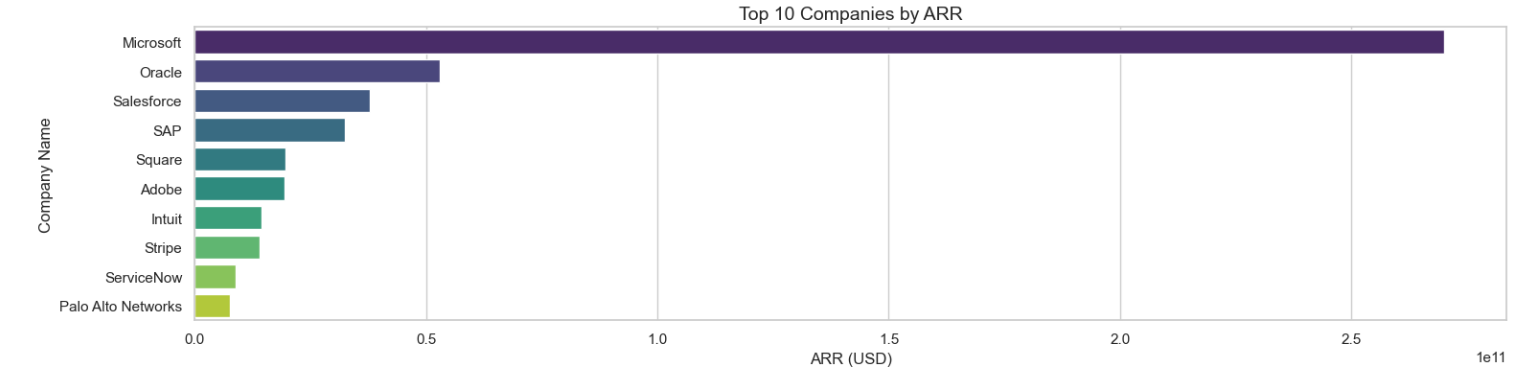 Top 10 Companies by ARR
Company Name
Microsoft
Oracle
Salesforce
SAP
Square
Adobe
Intuit
Stripe
ServiceNow
Palo Alto Networks
0.0 0.5 1.0 1.5 2.0 2.5
ARR (USD)
1e11